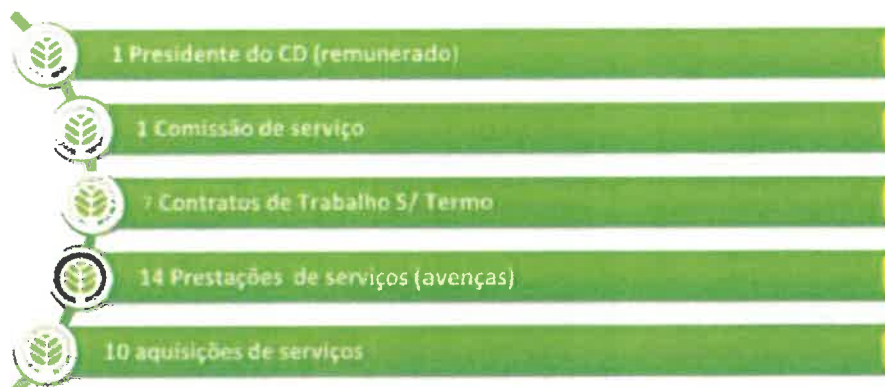 1 Presidente do CD (remunerado)
1 Comissão de serviço
7 Contratos de Trabalho S/ Termo
14 Prestações de serviços (avenças)
10 aquisições de serviços